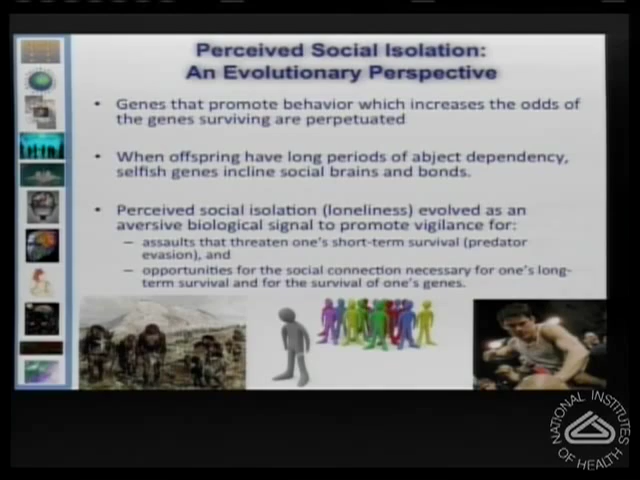 Perceived Social Isolation:
An Evolutionary Perspective
• Genes that promote behavior which increases the odds of
the genes surviving are perpetuated
• When offspring have long periods of abject dependency,
selfish genes incline social brains and bonds.
• Perceived social isolation (loneliness) evolved as an
aversive biological signal to promote vigilance for:
– assaults that threaten one's short-term survival (predator
evasion), and
– opportunities for the social connection necessary for one's long-
term survival and for the survival of one's genes.
NATIONAL INSTITUTES
OF HEALTH